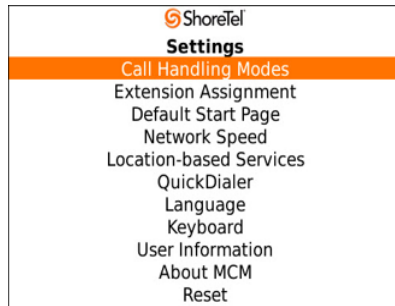 ShoreTel
Settings
Call Handling Modes
Extension Assignment
Default Start Page
Network Speed
Location-based Services
QuickDialer
Language
Keyboard
User Information
About MCM
Reset